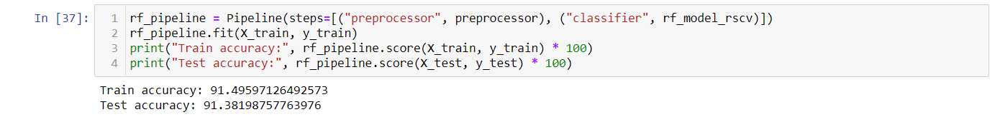 In [37]:
1 rf_pipeline = Pipeline(steps=[("preprocessor", preprocessor), ("classifier", rf_model_rscv)])
2 rf_pipeline.fit(X_train, y_train)
3 print("Train accuracy:", rf_pipeline.score(X_train, y_train) * 100)
4 print("Test accuracy:", rf_pipeline.score(X_test, y_test) * 100)
Train accuracy: 91.49597126492573
Test accuracy: 91.38198757763976